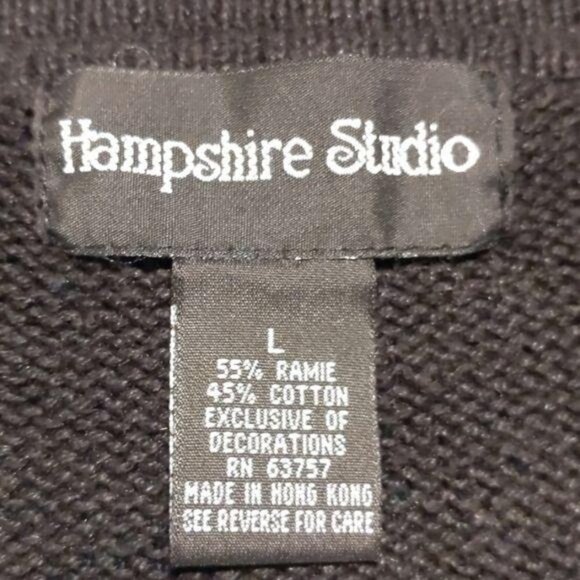 Hampshire Studio
L
55% RAMIE
45% COTTON
EXCLUSIVE OF
DECORATIONS
RN 63757
MADE IN HONG KONG
SEE REVERSE FOR CARE